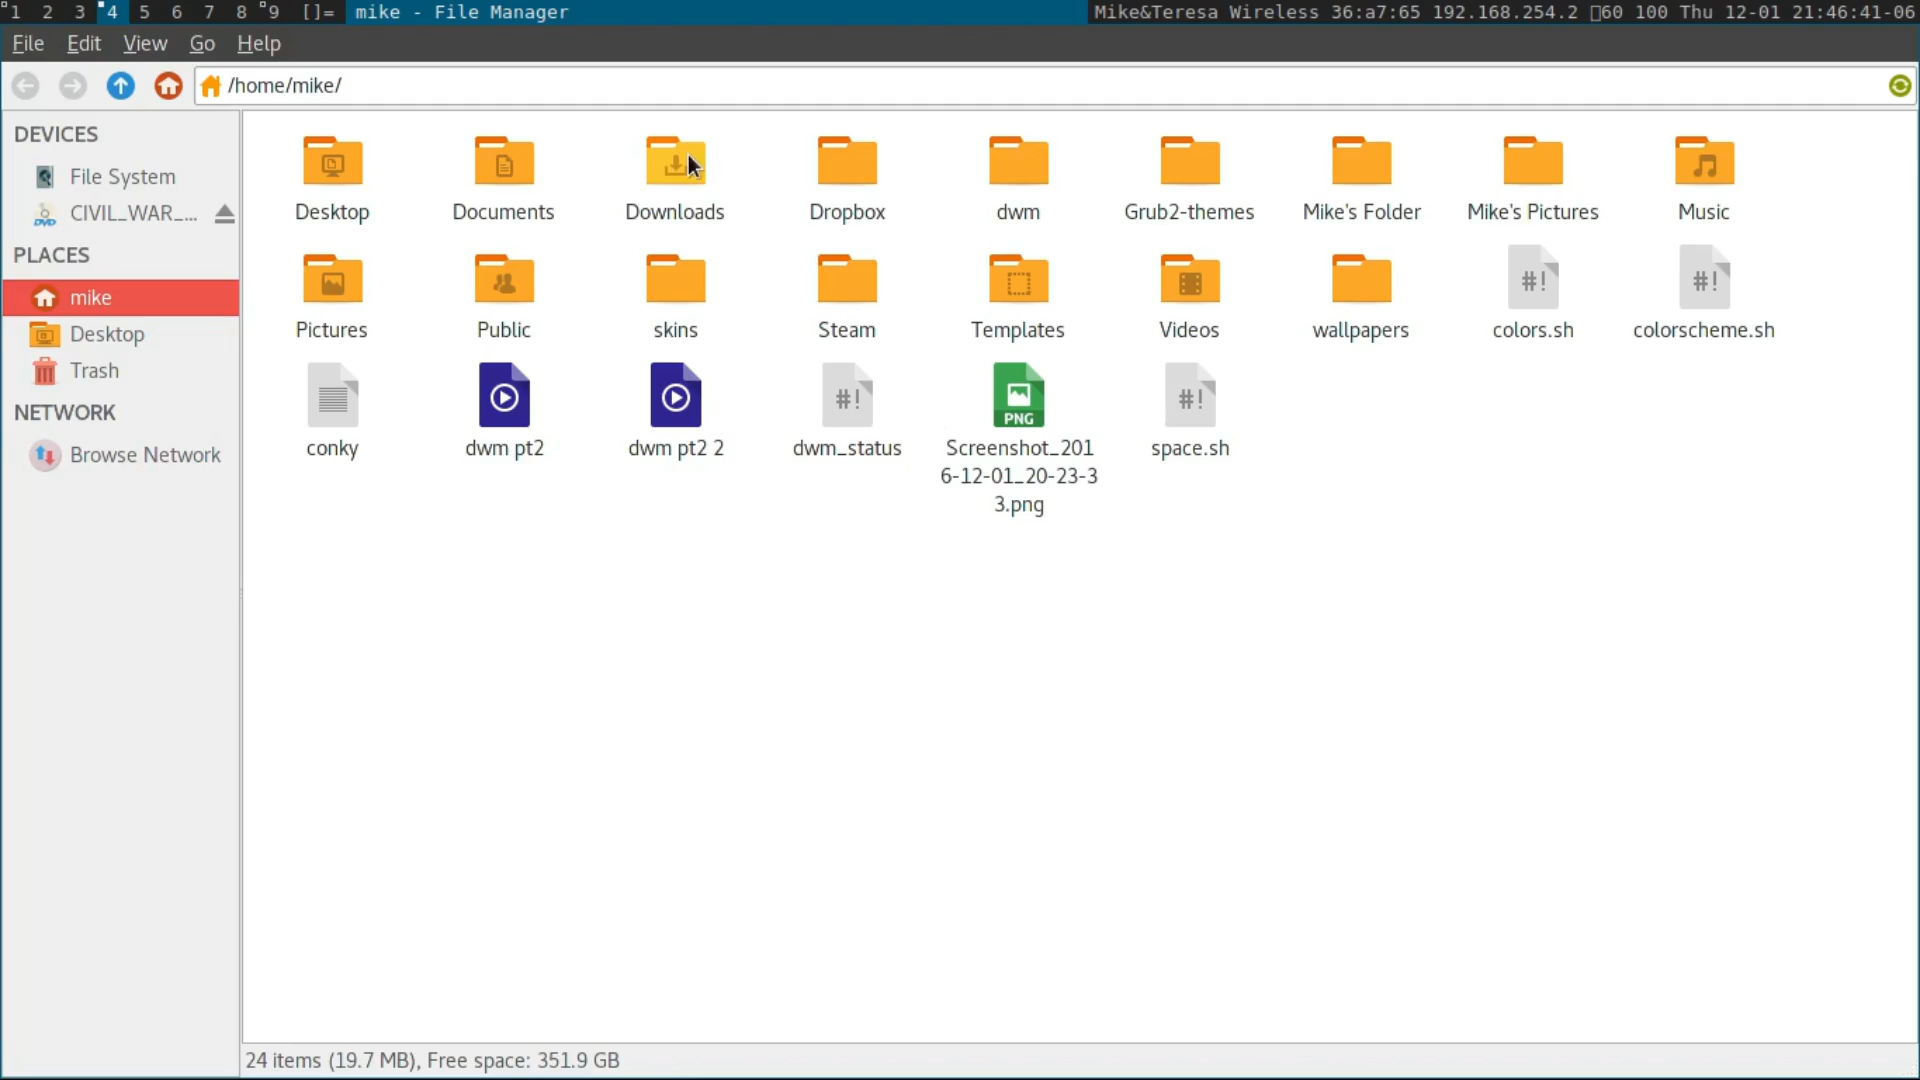 1 2 3 4 5 6 7 8 9 []= mike - File Manager Mike&Teresa Wireless 36:a7:65 192.168.254.2 60 100 Thu 12-01 21:46:41-06
File Edit View Go Help
/home/mike/
DEVICES
File System
CIVIL_WAR_...
PLACES
mike
Desktop
Trash
NETWORK
Browse Network
Desktop Documents Downloads Dropbox dwm Grub2-themes Mike's Folder Mike's Pictures Music
#! #!
Pictures Public skins Steam Templates Videos wallpapers colors.sh colorscheme.sh
#! PNG #!
conky dwm pt2 dwm pt2 2 dwm_status Screenshot_201 space.sh
6-12-01_20-23-3
3.png
24 items (19.7 MB), Free space: 351.9 GB